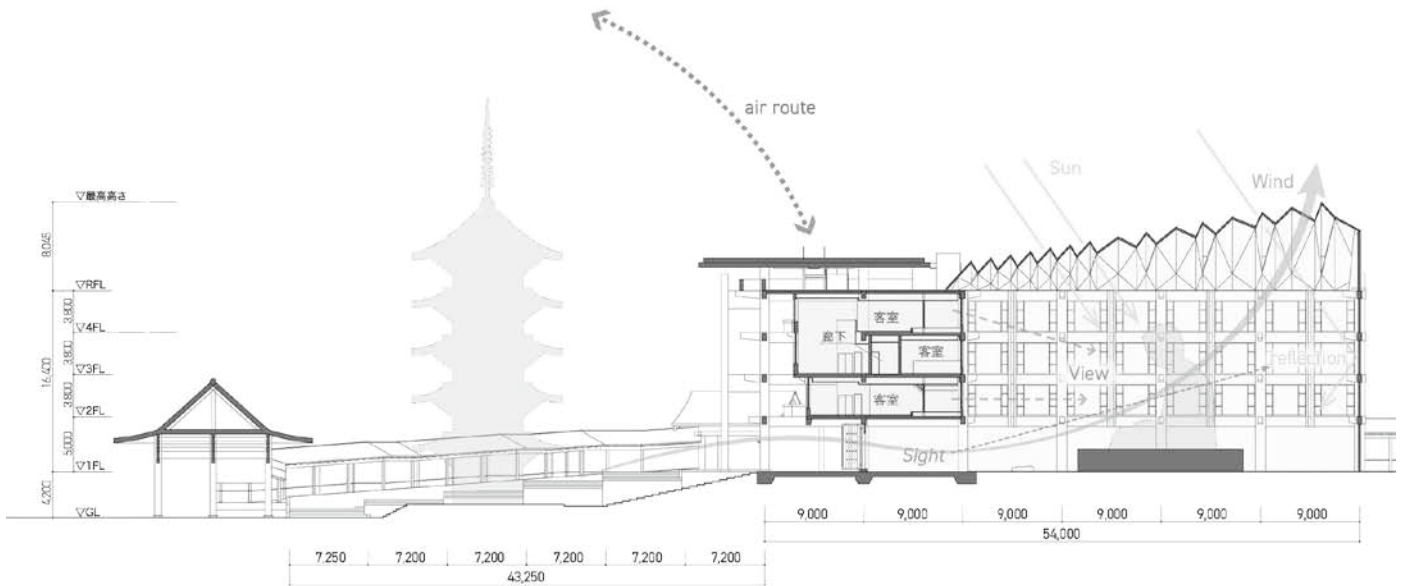 air route
Sun
Wind
▽最高高さ
8,045
▽RFL
3,800
▽4FL
3,800
▽3FL
3,800
▽2FL
5,000
▽1FL
4,200
▽GL
16,400
客室
廊下
客室
客室
View
reflection
Sight
9,000 9,000 9,000 9,000 9,000 9,000
54,000
7,250 7,200 7,200 7,200 7,200 7,200
43,250